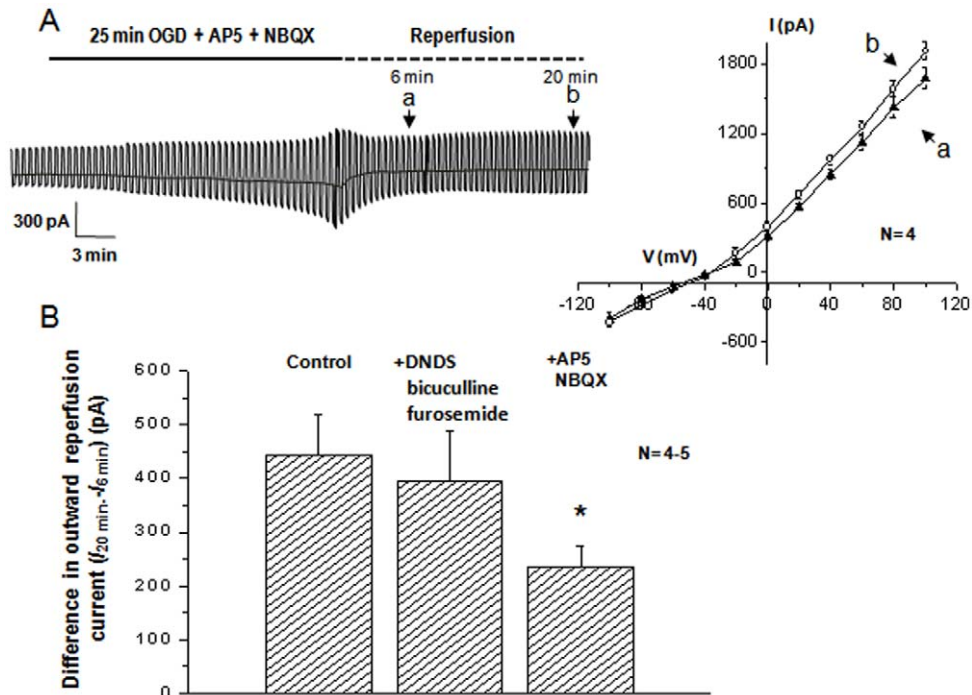 A
25 min OGD + AP5 + NBQX
Reperfusion
6 min
20 min
a
b
300 pA
3 min
I (pA)
b
1800
1200
a
600
N= 4
V (mV)
0
-120
-80
-40
0
40
80
120
-600
B
Control
+DNDS
bicuculline
furosemide
+AP5
NBQX
N= 4-5
*
600
500
400
300
200
100
0
Difference in outward reperfusion
current (I20 min.-I6 min) (pA)